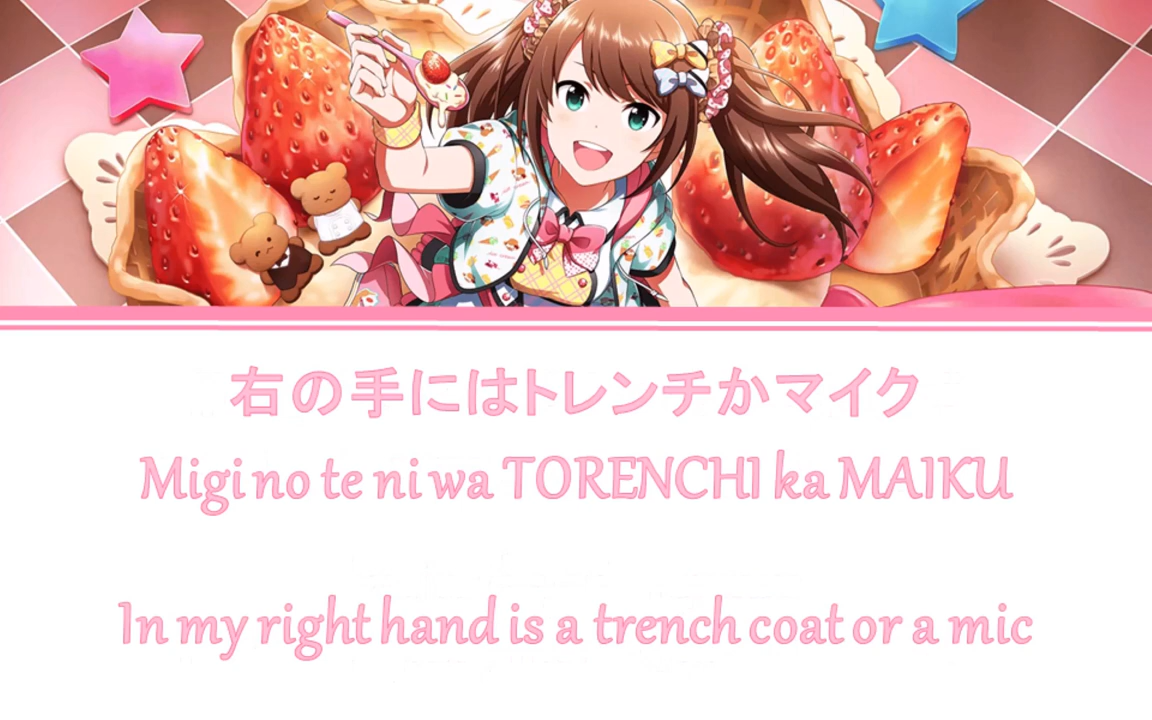 右の手にはトレンチかマイク
Migi no te ni wa TORENCHI ka MAIKU
In my right hand is a trench coat or a mic